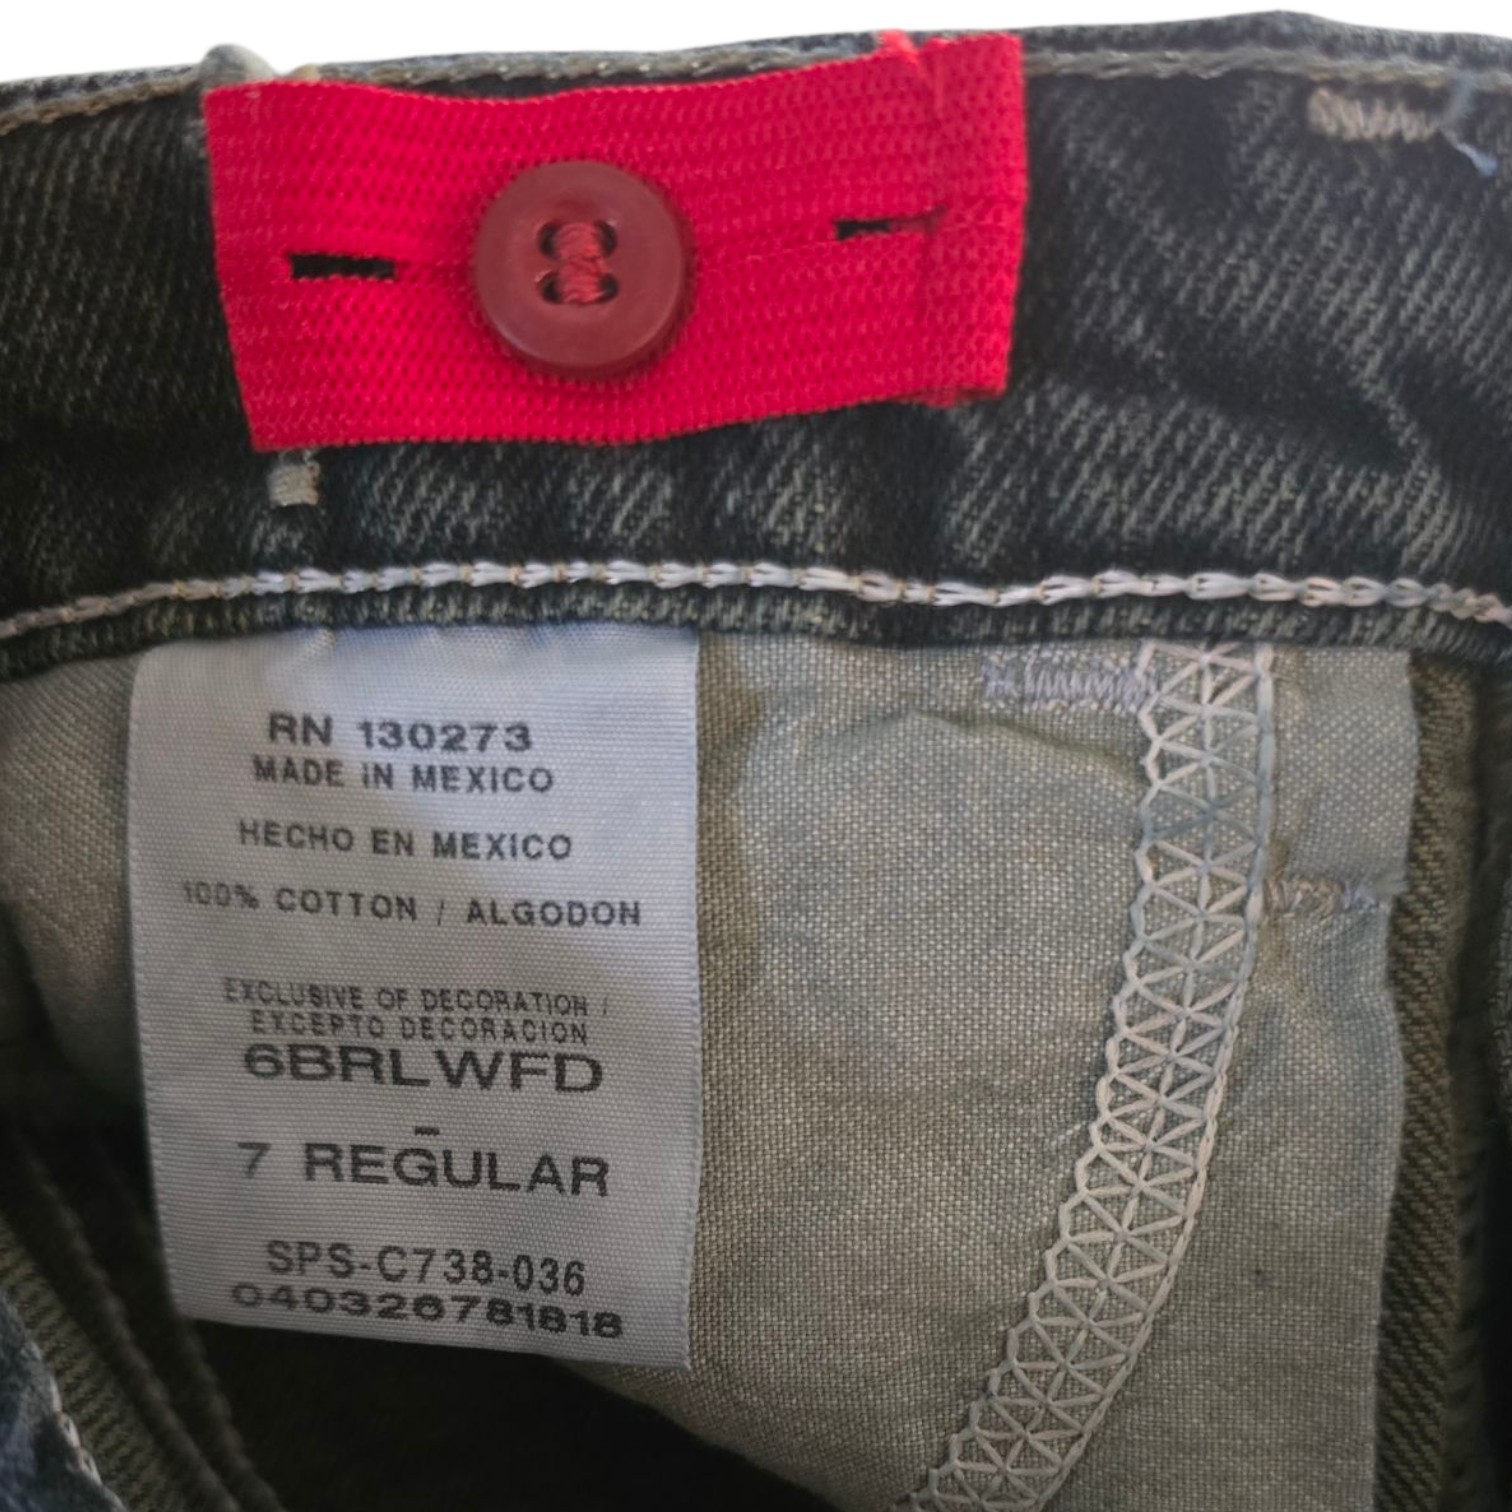 RN 130273
MADE IN MEXICO
HECHO EN MEXICO
100% COTTON / ALGODON
EXCLUSIVE OF DECORATION /
EXCEPTO DECORACION
6BRLWFD
7 REGULAR
SPS-C738-036
040326781818